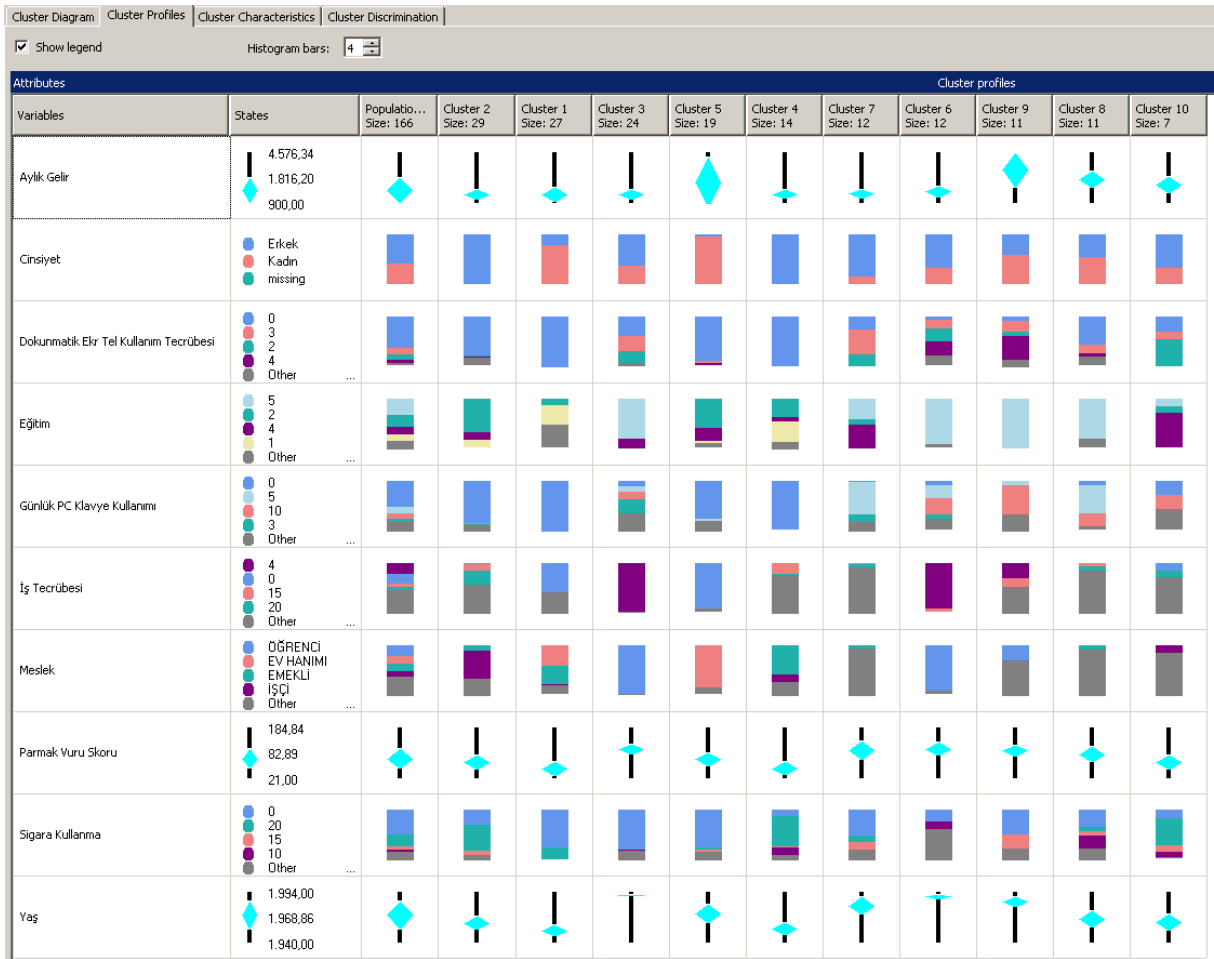 Cluster Diagram Cluster Profiles Cluster Characteristics Cluster Discrimination
Show legend Histogram bars: 4
Attributes Cluster profiles
Variables States Populatio... Cluster 2 Cluster 1 Cluster 3 Cluster 5 Cluster 4 Cluster 7 Cluster 6 Cluster 9 Cluster 8 Cluster 10
Size: 166 Size: 29 Size: 27 Size: 24 Size: 19 Size: 14 Size: 12 Size: 12 Size: 11 Size: 11 Size: 7
Aylık Gelir
4.576,34
1.816,20
900,00
Cinsiyet
Erkek
Kadın
missing
Dokunmatik Ekr Tel Kullanım Tecrübesi
0
3
2
4
Other ...
Eğitim
5
2
4
1
Other ...
Günlük PC Klavye Kullanımı
0
5
10
3
Other ...
İş Tecrübesi
4
0
15
20
Other ...
Meslek
ÖĞRENCİ
EV HANIMI
EMEKLİ
İŞÇİ
Other ...
Parmak Vuru Skoru
184,84
82,89
21,00
Sigara Kullanma
0
20
15
10
Other ...
Yaş
1.994,00
1.968,86
1.940,00